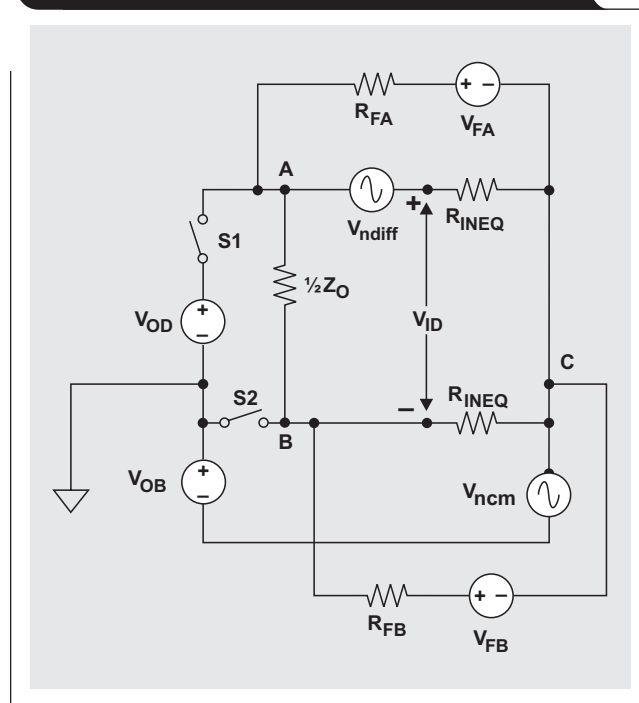 R_FA
+ −
V_FA
A
V_ndiff
+
R_INEQ
S1
½Z_O
V_OD
+
−
V_ID
C
S2
R_INEQ
−
B
V_OB
+
−
V_ncm
R_FB
+ −
V_FB